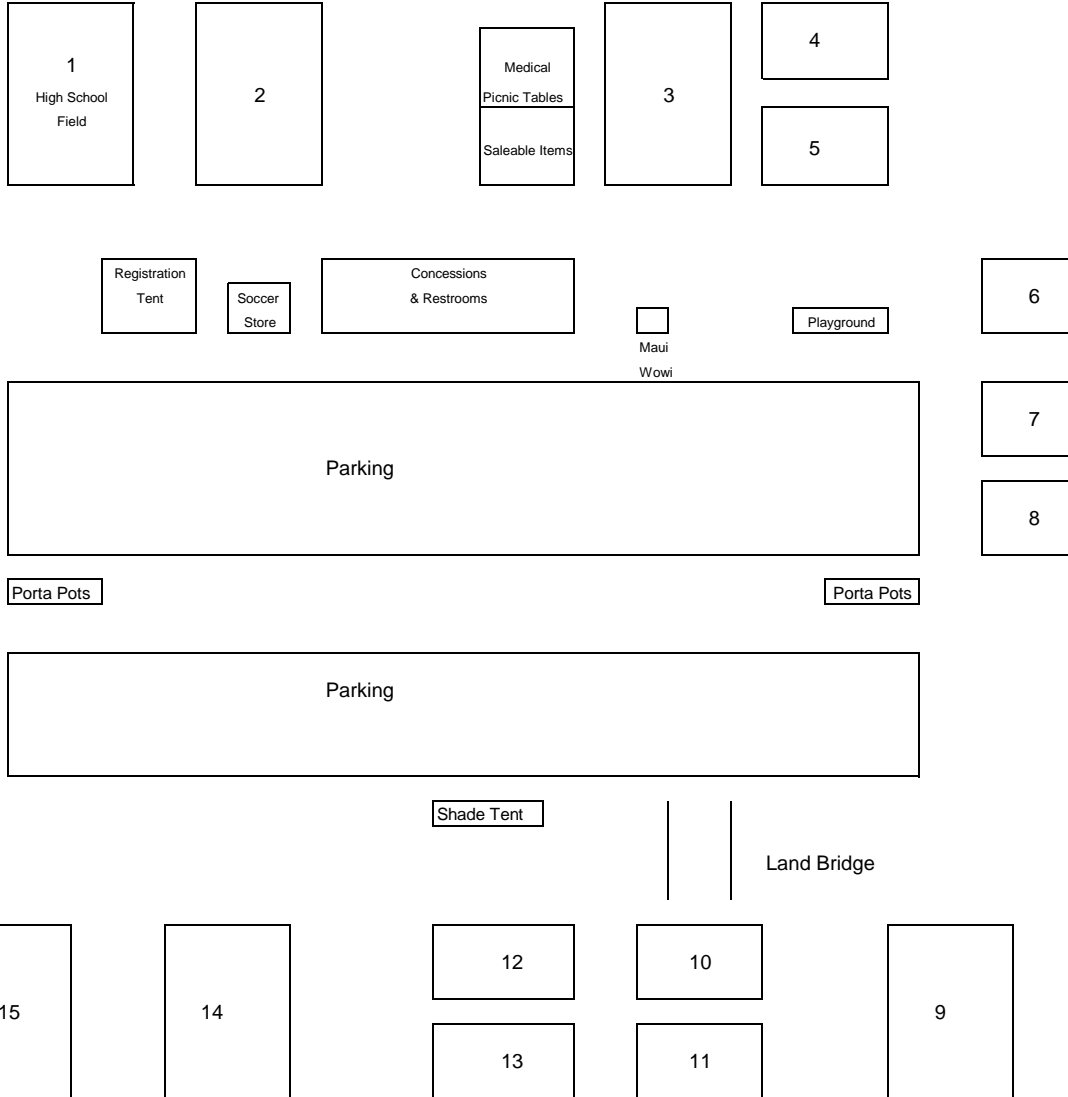 1
High School
Field
2
Medical
Picnic Tables
Saleable Items
3
4
5
Registration
Tent
Soccer
Store
Concessions
& Restrooms
Maui
Wowi
Playground
6
7
8
Parking
Porta Pots
Porta Pots
Parking
Shade Tent
Land Bridge
15
14
12
10
9
13
11